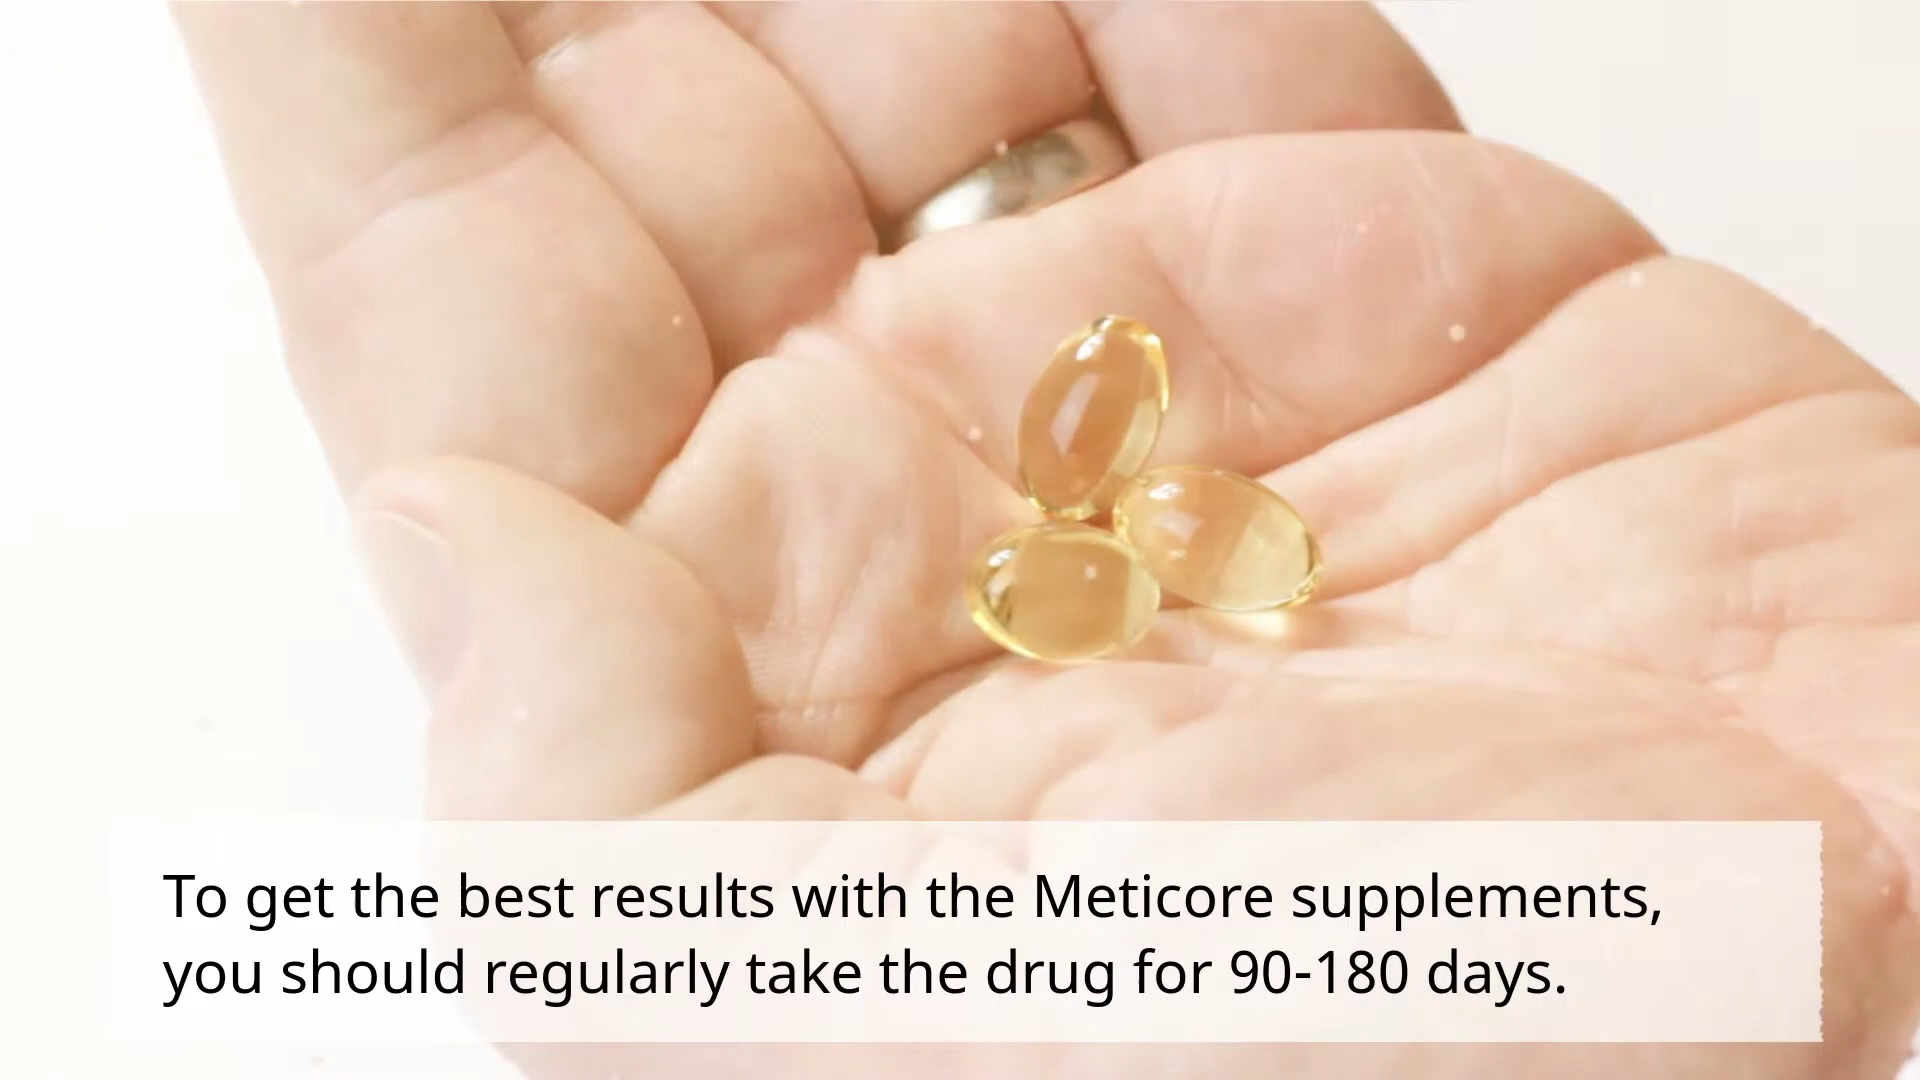 To get the best results with the Meticore supplements,
you should regularly take the drug for 90-180 days.